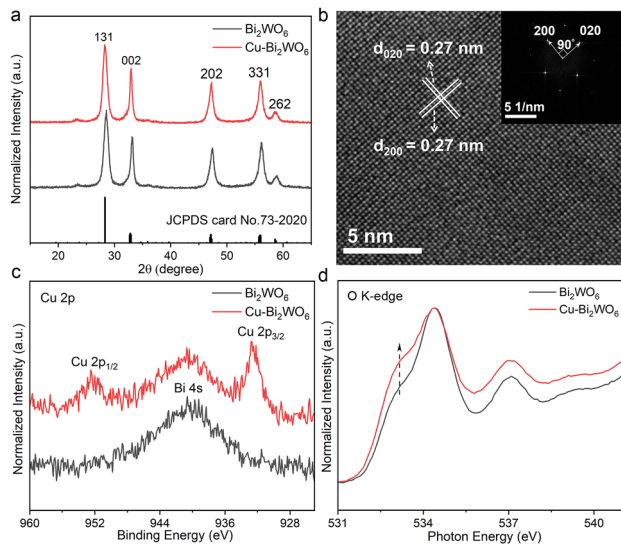 a
Bi₂WO₆
Cu-Bi₂WO₆
131
002
202
331
262
JCPDS card No.73-2020
Normalized Intensity (a.u.)
20
30
40
50
60
2θ (degree)
b
d₀₂₀ = 0.27 nm
d₂₀₀ = 0.27 nm
5 nm
200
020
90°
5 1/nm
c
Cu 2p
Bi₂WO₆
Cu-Bi₂WO₆
Cu 2p₃/₂
Cu 2p₁/₂
Bi 4s
Normalized Intensity (a.u.)
960
952
944
936
928
Binding Energy (eV)
d
O K-edge
Bi₂WO₆
Cu-Bi₂WO₆
Normalized Intensity (a.u.)
531
534
537
540
Photon Energy (eV)